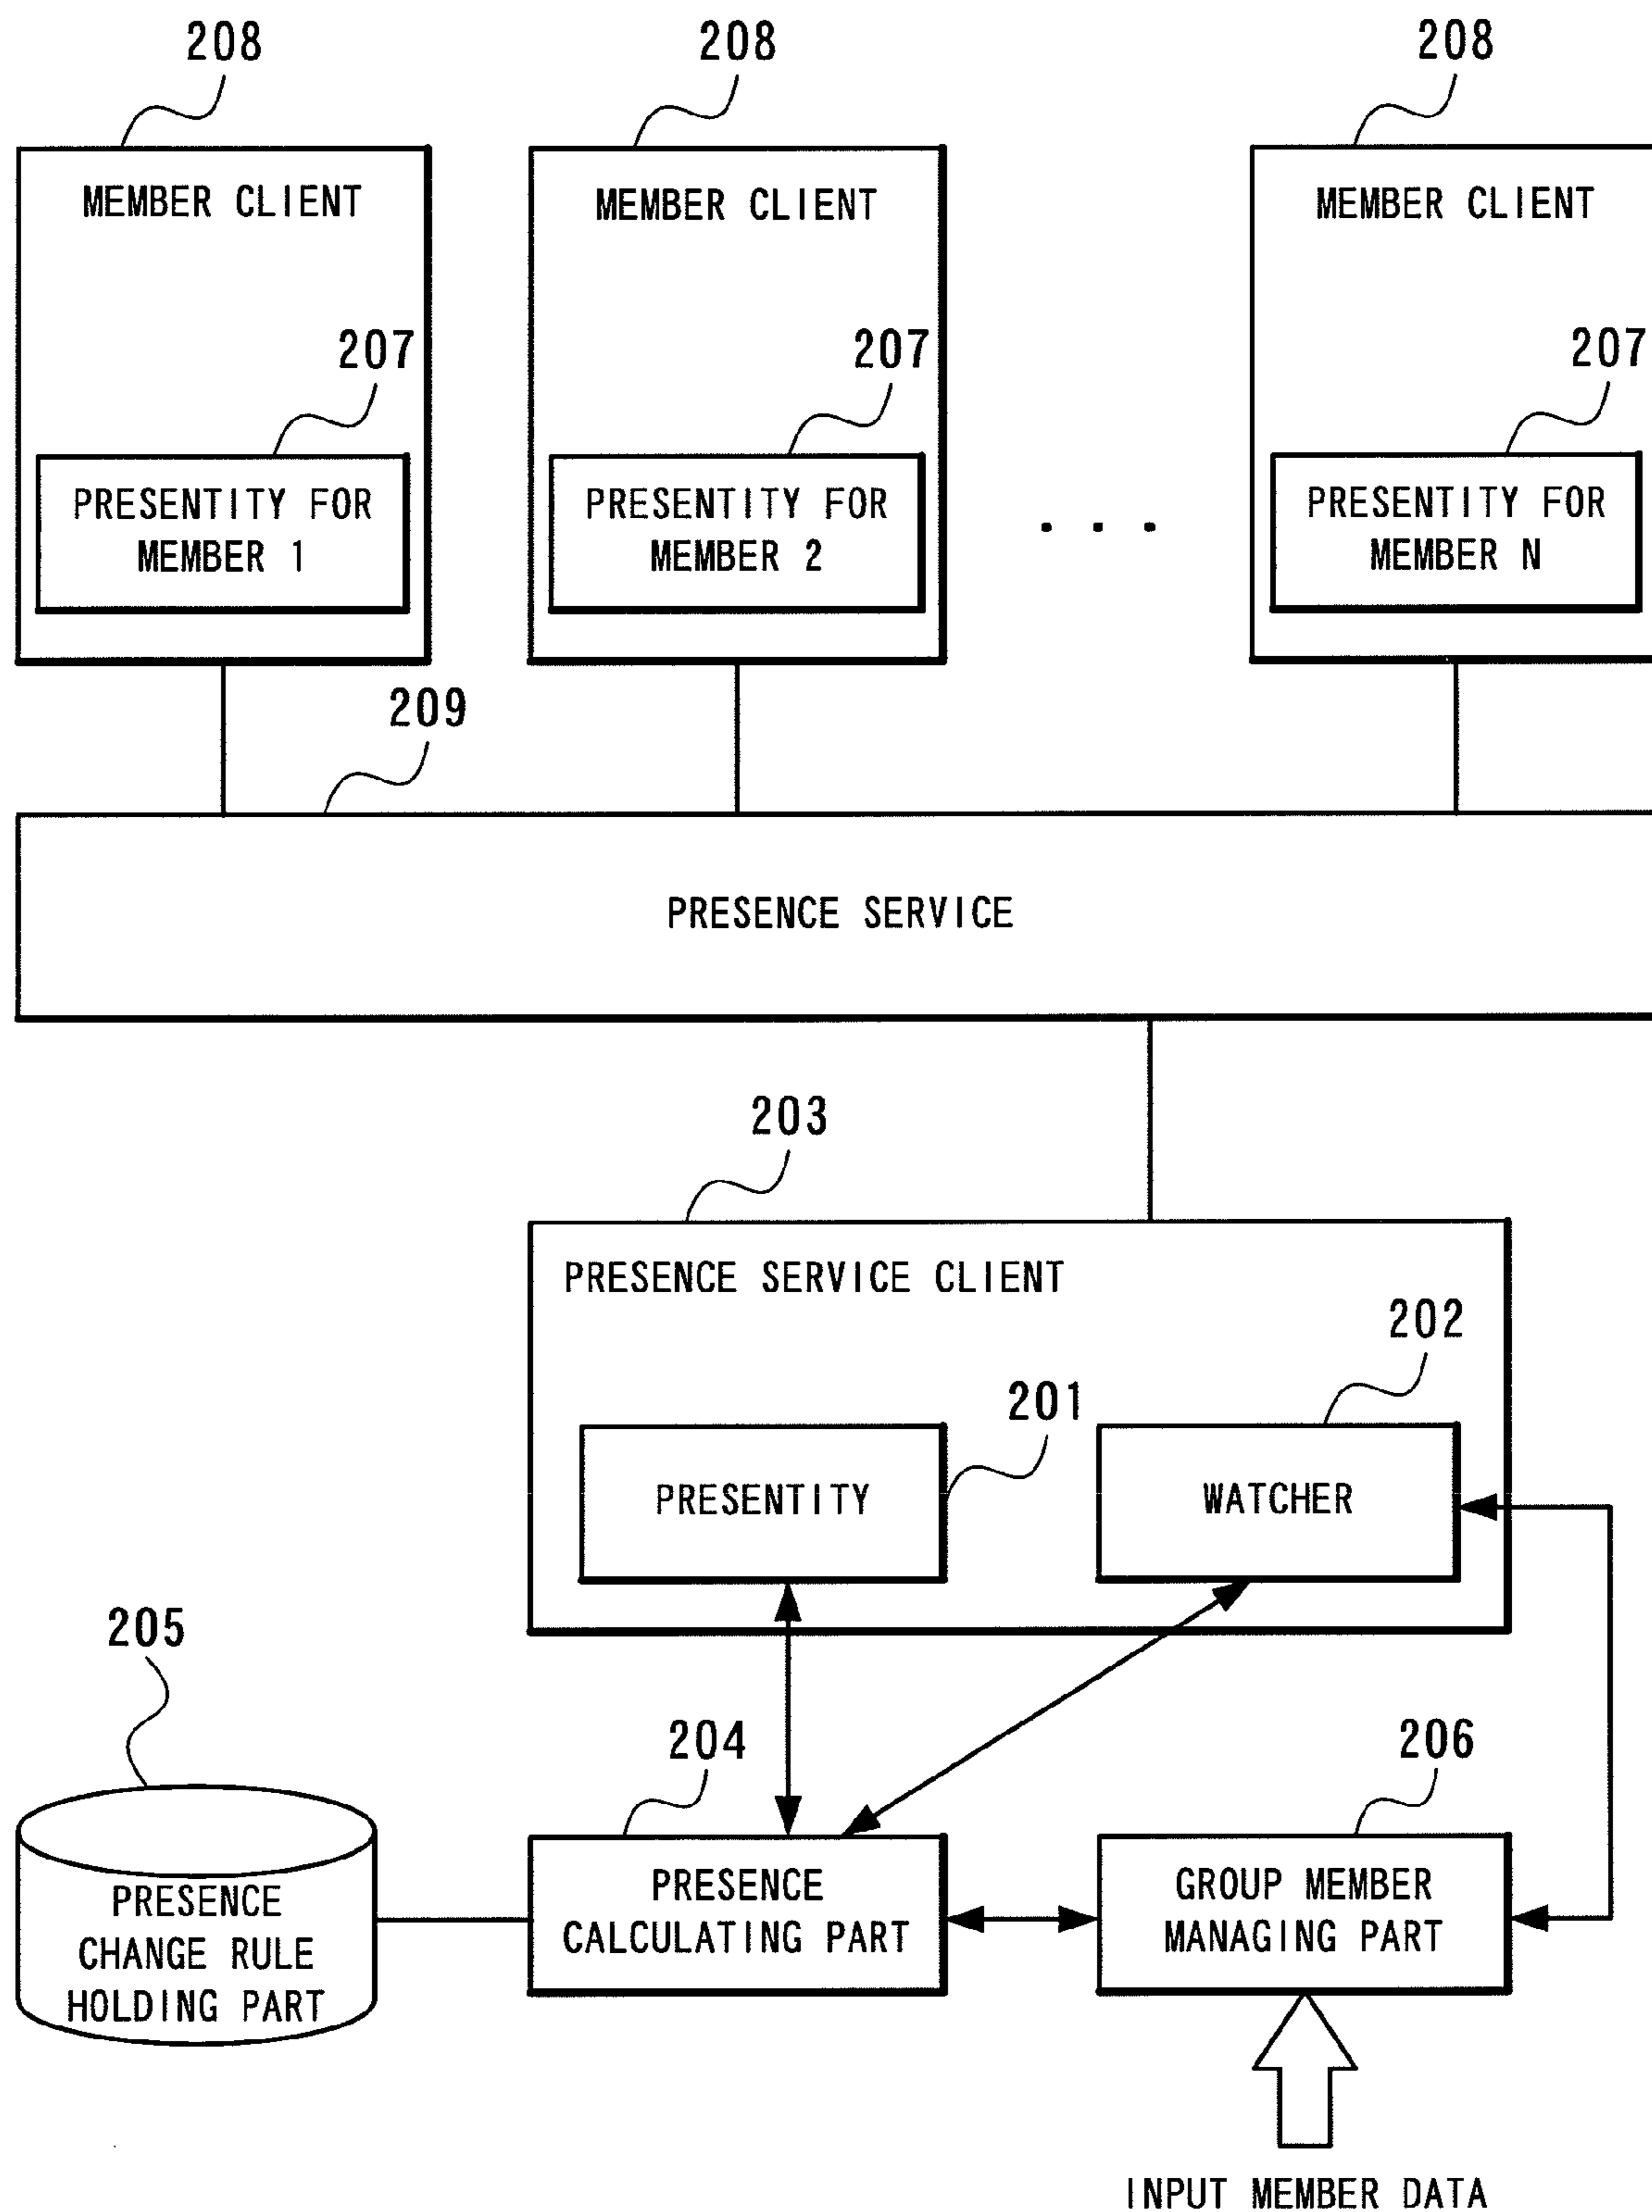 208
208
208
MEMBER CLIENT
MEMBER CLIENT
MEMBER CLIENT
207
207
207
PRESENTITY FOR
MEMBER 1
PRESENTITY FOR
MEMBER 2
. . .
PRESENTITY FOR
MEMBER N
209
PRESENCE SERVICE
203
PRESENCE SERVICE CLIENT
202
201
PRESENTITY
WATCHER
205
204
206
PRESENCE
CHANGE RULE
HOLDING PART
PRESENCE
CALCULATING PART
GROUP MEMBER
MANAGING PART
INPUT MEMBER DATA